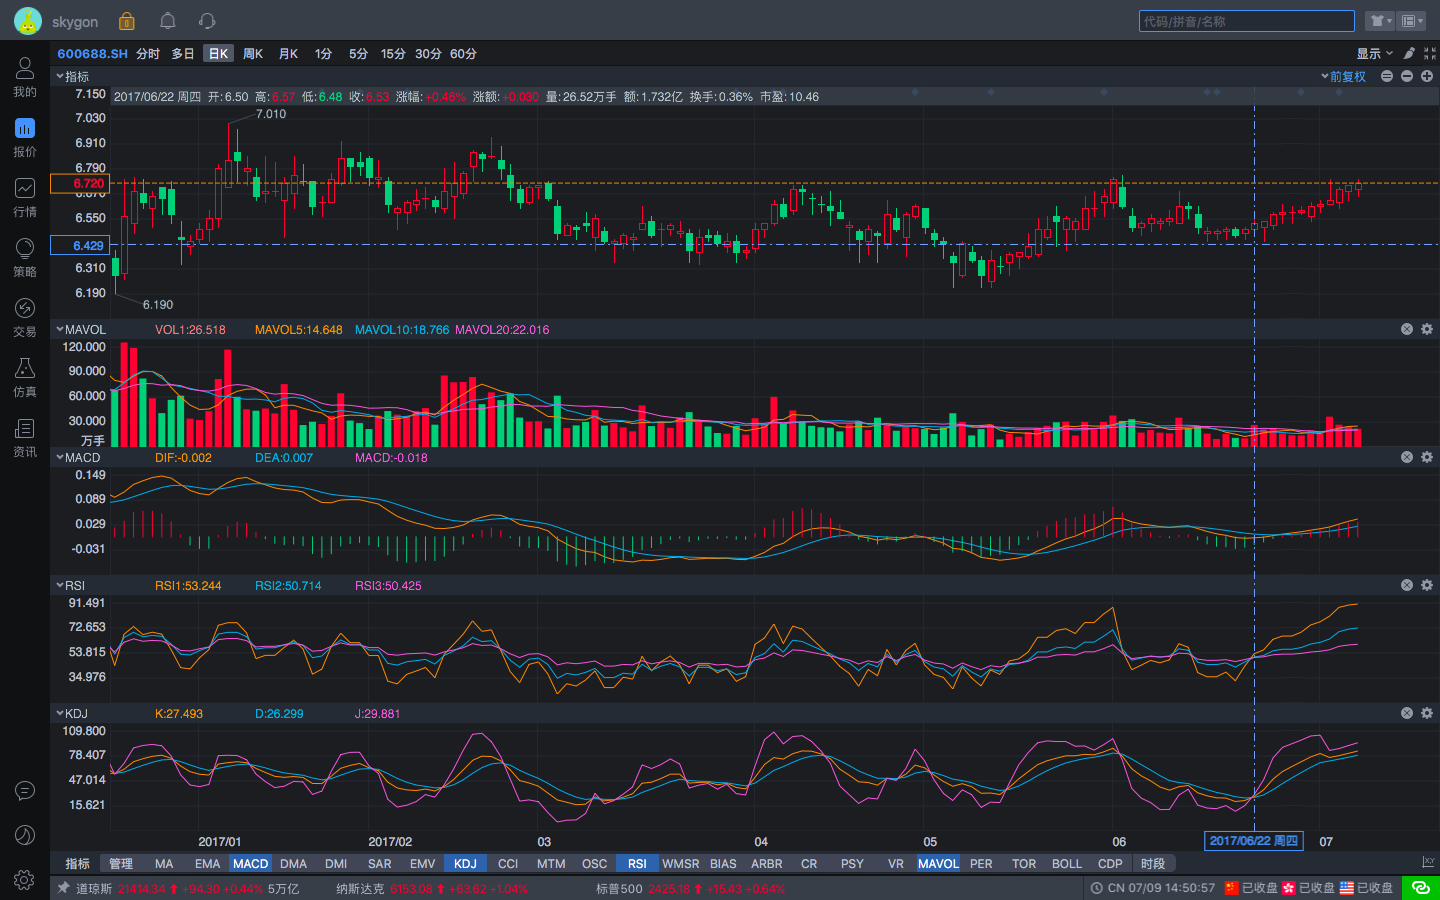 skygon
代码/拼音/名称
我的
报价
行情
策略
交易
仿真
资讯
600688.SH 分时 多日 日K 周K 月K 1分 5分 15分 30分 60分
显示
指标
前复权
2017/06/22 周四 开:6.50 高:6.57 低:6.48 收:6.53 涨幅:+0.46% 涨额:+0.030 量:26.52万手 额:1.732亿 换手:0.36% 市盈:10.46
7.150
7.030
6.910
6.790
6.720
6.670
6.550
6.429
6.310
6.190
7.010
6.190
MAVOL VOL1:26.518 MAVOL5:14.648 MAVOL10:18.766 MAVOL20:22.016
120.000
90.000
60.000
30.000
万手
MACD DIF:-0.002 DEA:0.007 MACD:-0.018
0.149
0.089
0.029
-0.031
RSI RSI1:53.244 RSI2:50.714 RSI3:50.425
91.491
72.653
53.815
34.976
KDJ K:27.493 D:26.299 J:29.881
109.800
78.407
47.014
15.621
2017/01 2017/02 03 04 05 06 2017/06/22 周四 07
指标 管理 MA EMA MACD DMA DMI SAR EMV KDJ CCI MTM OSC RSI WMSR BIAS ARBR CR PSY VR MAVOL PER TOR BOLL CDP 时段
道琼斯 21414.34 +94.30 +0.44% 5万亿 纳斯达克 6153.08 +63.62 +1.04% 标普500 2425.18 +15.43 +0.64%
CN 07/09 14:50:57 已收盘 已收盘 已收盘